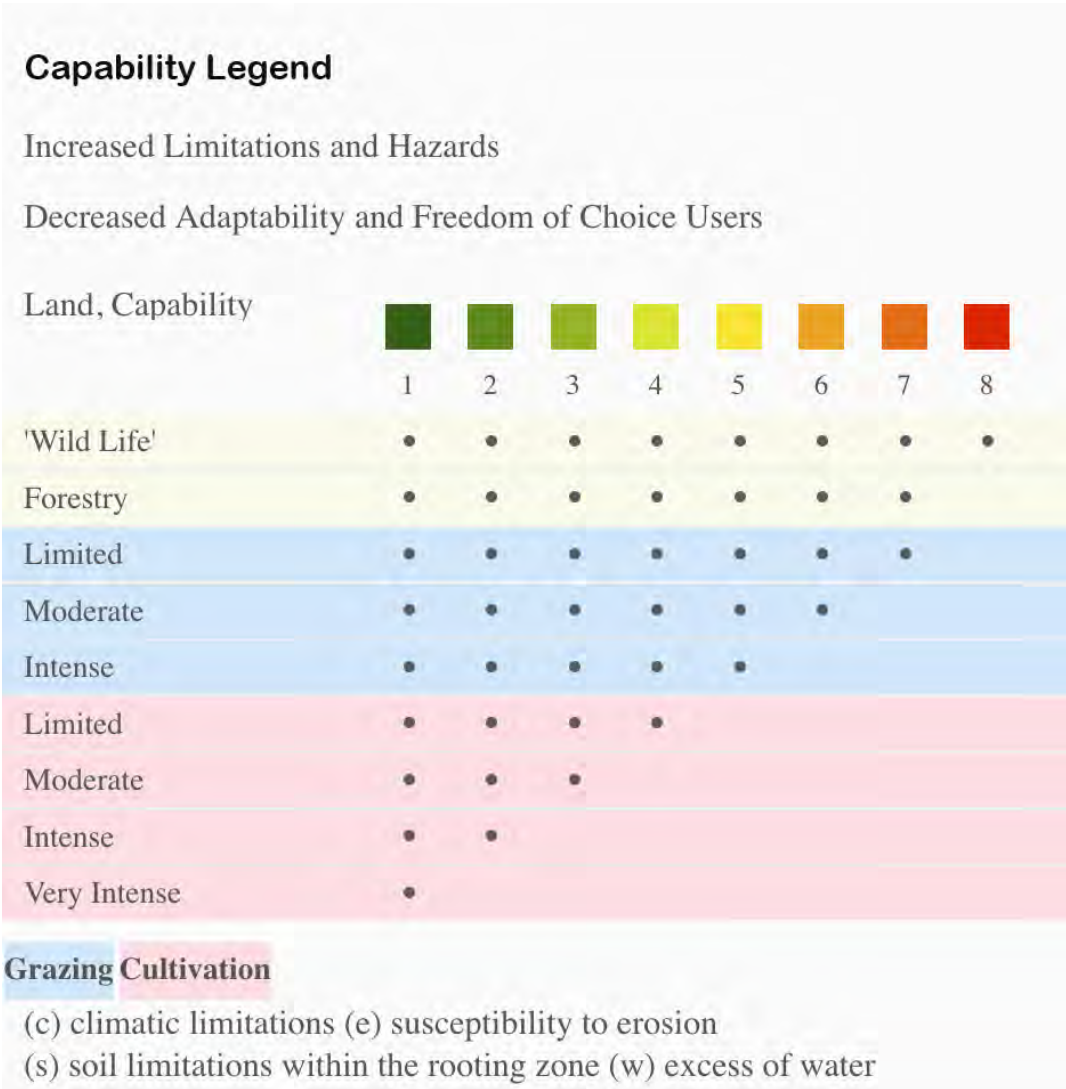 Capability Legend
Increased Limitations and Hazards
Decreased Adaptability and Freedom of Choice Users
Land, Capability
1 2 3 4 5 6 7 8
'Wild Life'
Forestry
Limited
Moderate
Intense
Limited
Moderate
Intense
Very Intense
Grazing Cultivation
(c) climatic limitations (e) susceptibility to erosion
(s) soil limitations within the rooting zone (w) excess of water